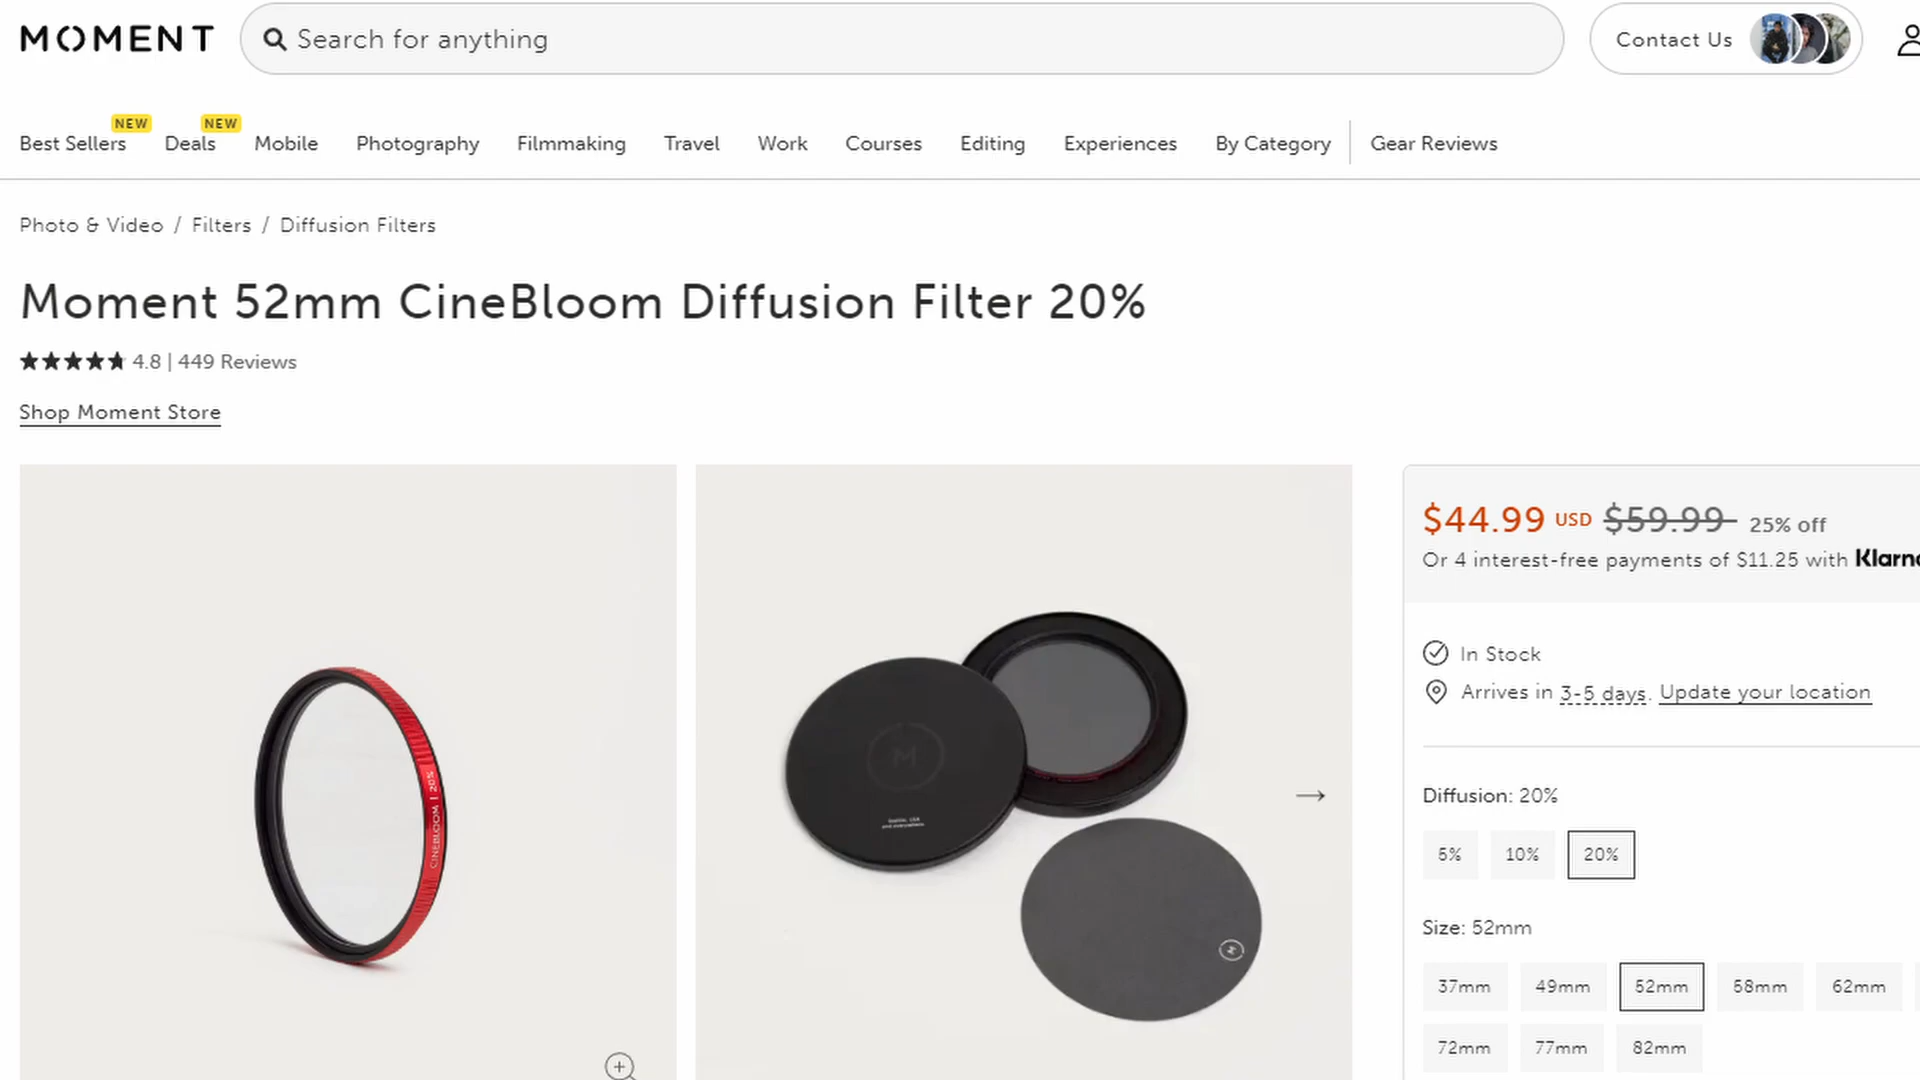 MOMENT
Search for anything
Contact Us
Best Sellers NEW
Deals NEW
Mobile
Photography
Filmmaking
Travel
Work
Courses
Editing
Experiences
By Category
Gear Reviews
Photo & Video / Filters / Diffusion Filters
Moment 52mm CineBloom Diffusion Filter 20%
4.8 | 449 Reviews
Shop Moment Store
CINEBLOOM | 20%
M
M
$44.99 USD $59.99 25% off
Or 4 interest-free payments of $11.25 with
In Stock
Arrives in 3-5 days. Update your location
Diffusion: 20%
5% 10% 20%
Size: 52mm
37mm 49mm 52mm 58mm 62mm
72mm 77mm 82mm